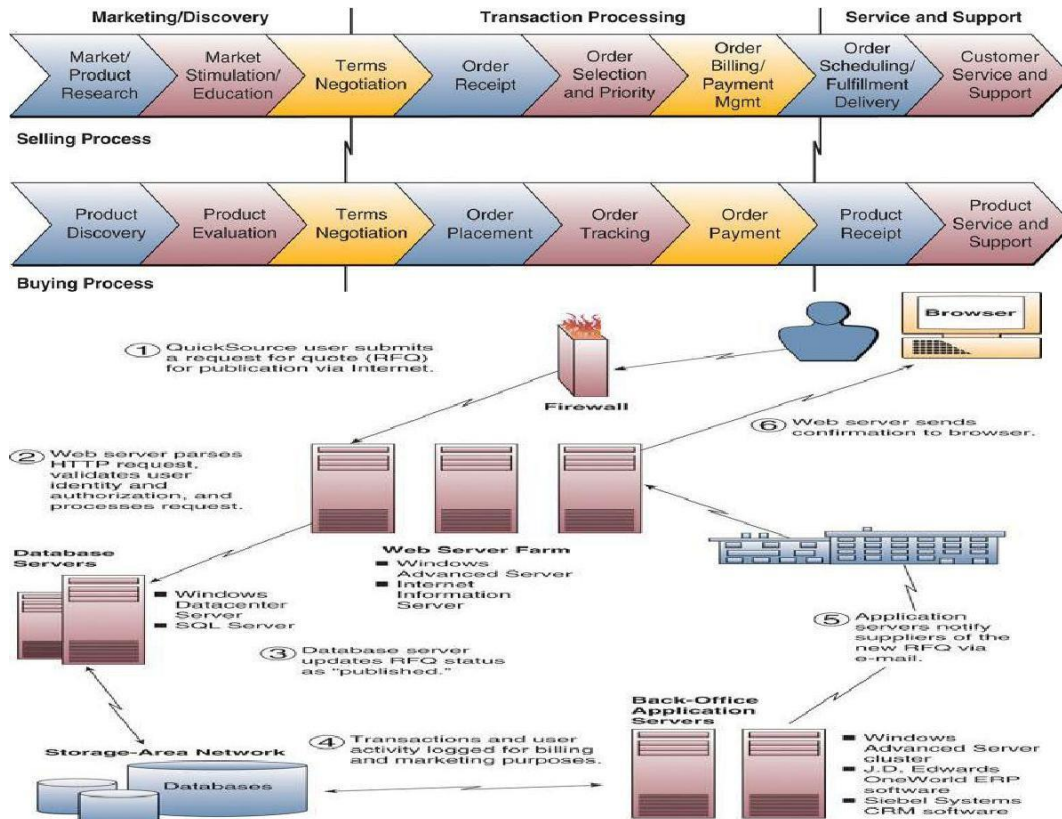 Marketing/Discovery
Transaction Processing
Service and Support
Market/
Product
Research
Market
Stimulation/
Education
Terms
Negotiation
Order
Receipt
Order
Selection
and Priority
Order
Billing/
Payment
Mgmt
Order
Scheduling/
Fulfillment
Delivery
Customer
Service and
Support
Selling Process
Product
Discovery
Product
Evaluation
Terms
Negotiation
Order
Placement
Order
Tracking
Order
Payment
Product
Receipt
Product
Service and
Support
Buying Process
Browser
1 QuickSource user submits
a request for quote (RFQ)
for publication via Internet.
Firewall
6 Web server sends
confirmation to browser.
2 Web server parses
HTTP request,
validates user
identity and
authorization, and
processes request.
Database
Servers
Windows
Datacenter
Server
SQL Server
Web Server Farm
Windows
Advanced Server
Internet
Information
Server
5 Application
servers notify
suppliers of the
new RFQ via
e-mail.
3 Database server
updates RFQ status
as "published."
Back-Office
Application
Servers
Storage-Area Network
Databases
4 Transactions and user
activity logged for billing
and marketing purposes.
Windows
Advanced Server
cluster
J.D. Edwards
OneWorld ERP
software
Siebel Systems
CRM software